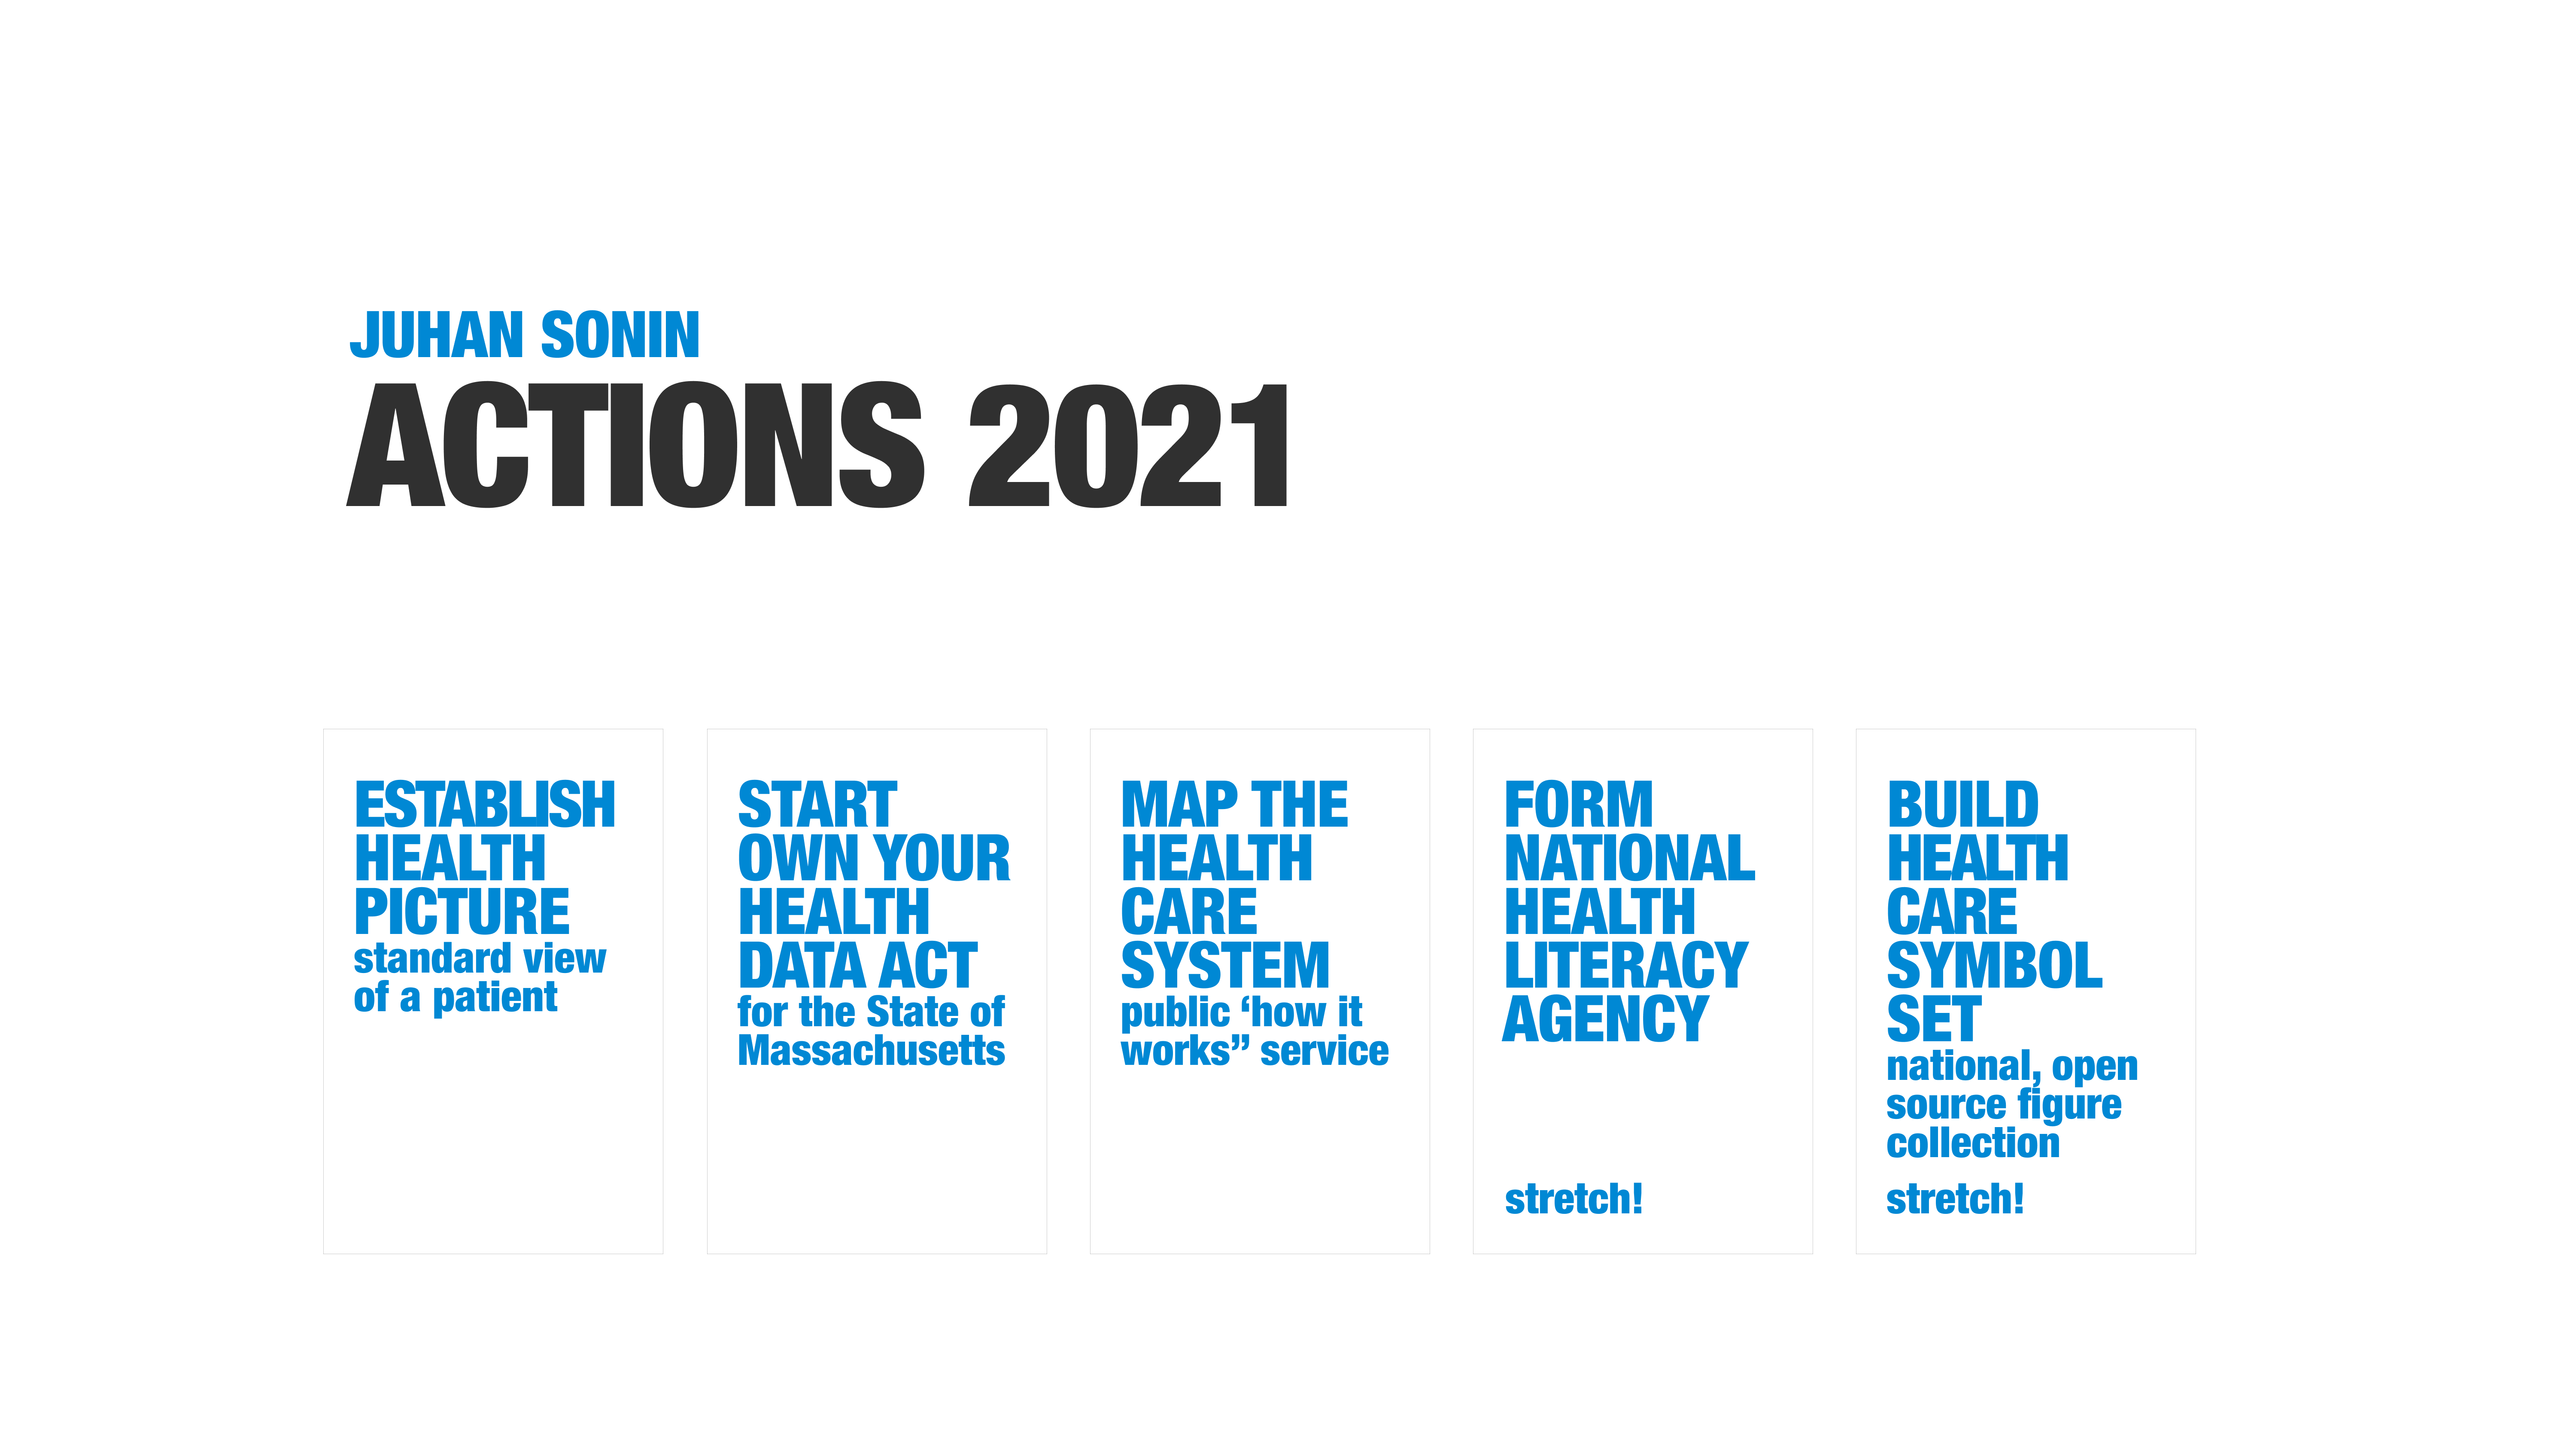 JUHAN SONIN
ACTIONS 2021
ESTABLISH
HEALTH
PICTURE
standard view
of a patient
START
OWN YOUR
HEALTH
DATA ACT
for the State of
Massachusetts
MAP THE
HEALTH
CARE
SYSTEM
public ‘how it
works” service
FORM
NATIONAL
HEALTH
LITERACY
AGENCY
stretch!
BUILD
HEALTH
CARE
SYMBOL
SET
national, open
source figure
collection
stretch!